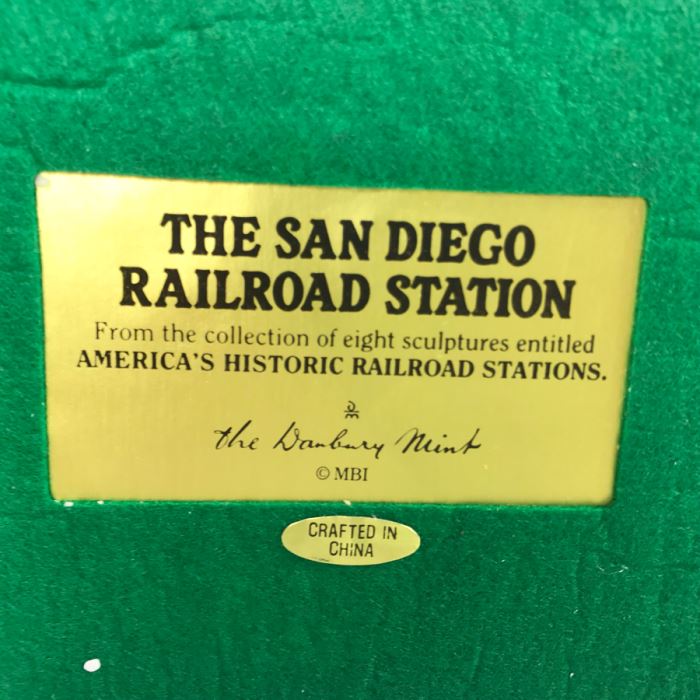 THE SAN DIEGO
RAILROAD STATION
From the collection of eight sculptures entitled
AMERICA'S HISTORIC RAILROAD STATIONS.
DM
the Danbury Mint
© MBI
CRAFTED IN
CHINA